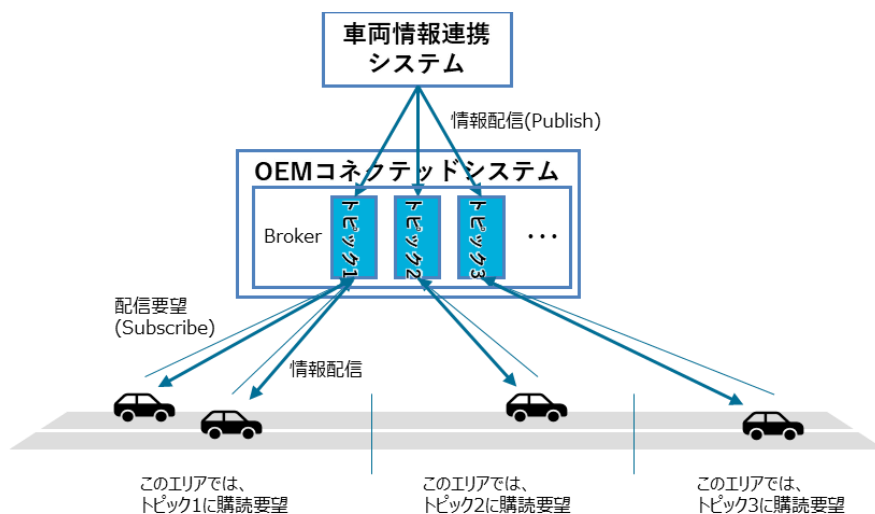 車両情報連携
システム
情報配信(Publish)
OEMコネクテッドシステム
Broker
トピック1
トピック2
トピック3
・・・
配信要望
(Subscribe)
情報配信
このエリアでは、
トピック1に購読要望
このエリアでは、
トピック2に購読要望
このエリアでは、
トピック3に購読要望